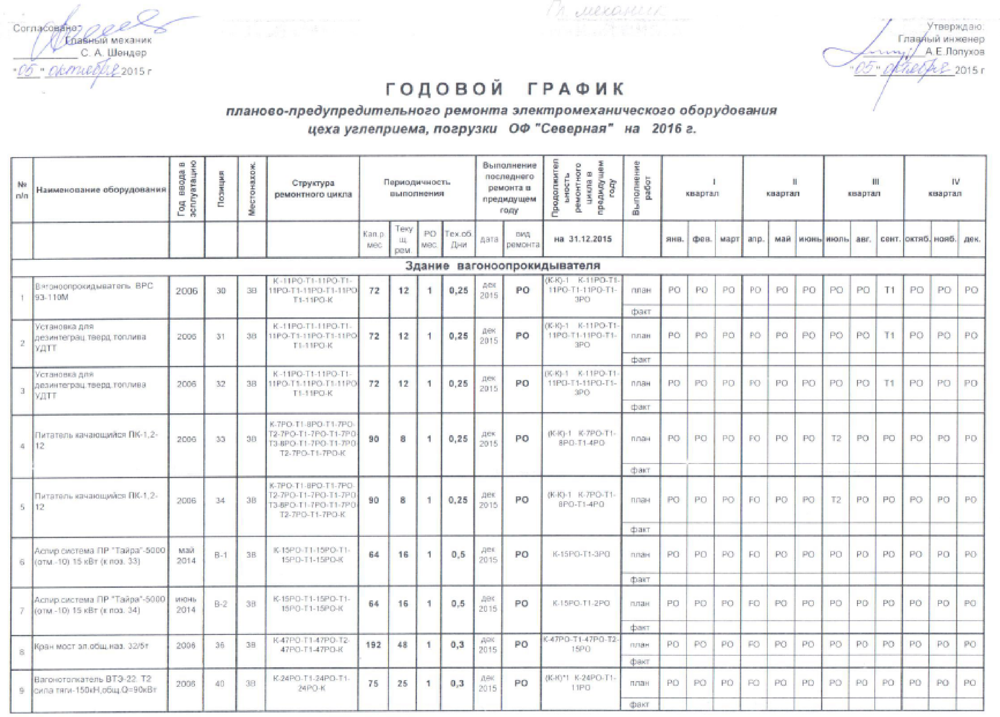 Гл. механик
Согласовано:
Главный механик
С. А. Шендер
"05" октября 2015 г
Утверждаю:
Главный инженер
А.Е.Лопухов
"05" октября 2015 г
ГОДОВОЙ ГРАФИК
планово-предупредительного ремонта электромеханического оборудования
цеха углеприема, погрузки ОФ "Северная" на 2016 г.
№ п/п Наименование оборудования Год ввода в эсплуатацию Позиция Местонахож. Структура ремонтного цикла Периодичность выполнения Выполнение последнего ремонта в предидущем году Продолжительность ремонтного цикла в предидущем году Выполнение работ I квартал II квартал III квартал IV квартал
Кап.р. мес Текущ. рем. РО мес. Тех.об. Дни дата вид ремонта на 31.12.2015 янв. фев. март апр. май июнь июль авг. сент. октяб. нояб. дек.
Здание вагоноопрокидывателя
1 Вагоноопрокидыватель ВРС 93-110М 2006 30 38 К-11РО-Т1-11РО-Т1-11РО-Т1-11РО-Т1-11РО Т1-11РО-К 72 12 1 0,25 дек 2015 РО (К-К)-1 К-11РО-Т1-11РО-Т1-11РО-Т1-3РО план РО РО РО РО РО РО РО РО Т1 РО РО РО
факт
2 Установка для дезинтеграц.тверд.топлива УДТТ 2006 31 38 К-11РО-Т1-11РО-Т1-11РО-Т1-11РО-Т1-11РО Т1-11РО-К 72 12 1 0,25 дек 2015 РО (К-К)-1 К-11РО-Т1-11РО-Т1-11РО-Т1-3РО план РО РО РО РО РО РО РО РО Т1 РО РО РО
факт
3 Установка для дезинтеграц.тверд.топлива УДТТ 2006 32 38 К-11РО-Т1-11РО-Т1-11РО-Т1-11РО-Т1-11РО Т1-11РО-К 72 12 1 0,25 дек 2015 РО (К-К)-1 К-11РО-Т1-11РО-Т1-11РО-Т1-3РО план РО РО РО РО РО РО РО РО Т1 РО РО РО
факт
4 Питатель качающийся ПК-1,2-12 2006 33 38 К-7РО-Т1-8РО-Т1-7РО-Т2-7РО-Т1-7РО-Т1-7РО-Т3-8РО-Т1-7РО-Т1-7РО-Т2-7РО-Т1-7РО-К 90 8 1 0,25 дек 2015 РО (К-К)-1 К-7РО-Т1-8РО-Т1-4РО план РО РО РО РО РО РО Т2 РО РО РО РО РО
факт
5 Питатель качающийся ПК-1,2-12 2006 34 38 К-7РО-Т1-8РО-Т1-7РО-Т2-7РО-Т1-7РО-Т1-7РО-Т3-8РО-Т1-7РО-Т1-7РО-Т2-7РО-Т1-7РО-К 90 8 1 0,25 дек 2015 РО (К-К)-1 К-7РО-Т1-8РО-Т1-4РО план РО РО РО РО РО РО Т2 РО РО РО РО РО
факт
6 Аспир.система ПР "Тайра"-5000 (отм.-10) 15 кВт (к поз. 33) май 2014 В-1 38 К-15РО-Т1-15РО-Т1-15РО-Т1-15РО-К 64 16 1 0,5 дек 2015 РО К-15РО-Т1-3РО план РО РО РО РО РО РО РО РО РО РО РО РО
факт
7 Аспир.система ПР "Тайра"-5000 (отм.-10) 15 кВт (к поз. 34) июнь 2014 В-2 38 К-15РО-Т1-15РО-Т1-15РО-Т1-15РО-К 64 16 1 0,5 дек 2015 РО К-15РО-Т1-2РО план РО РО РО РО РО РО РО РО РО РО РО РО
факт
8 Кран мост.эл.общ.наз. 32/5т 2006 36 38 К-47РО-Т1-47РО-Т2-47РО-Т1-47РО-К 192 48 1 0,3 дек 2015 РО К-47РО-Т1-47РО-Т2-15РО план РО РО РО РО РО РО РО РО РО РО РО РО
факт
9 Вагонотолкатель ВТЭ-22. Т2 сила тяги-150кН,общ.Q=90кВт 2006 40 38 К-24РО-Т1-24РО-Т1-24РО-К 75 25 1 0,3 дек 2015 РО (К-К)*1 К-24РО-Т1-11РО план РО РО РО РО РО РО РО РО РО РО РО РО
факт